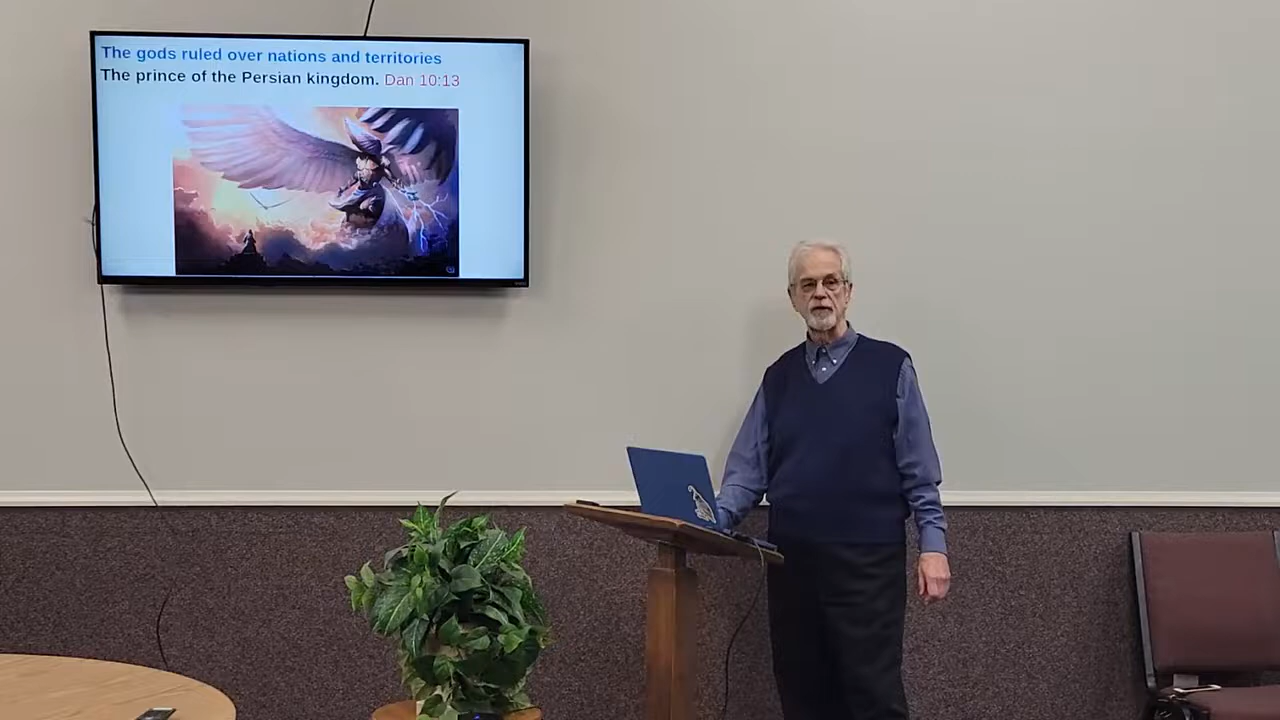 The gods ruled over nations and territories
The prince of the Persian kingdom. Dan 10:13